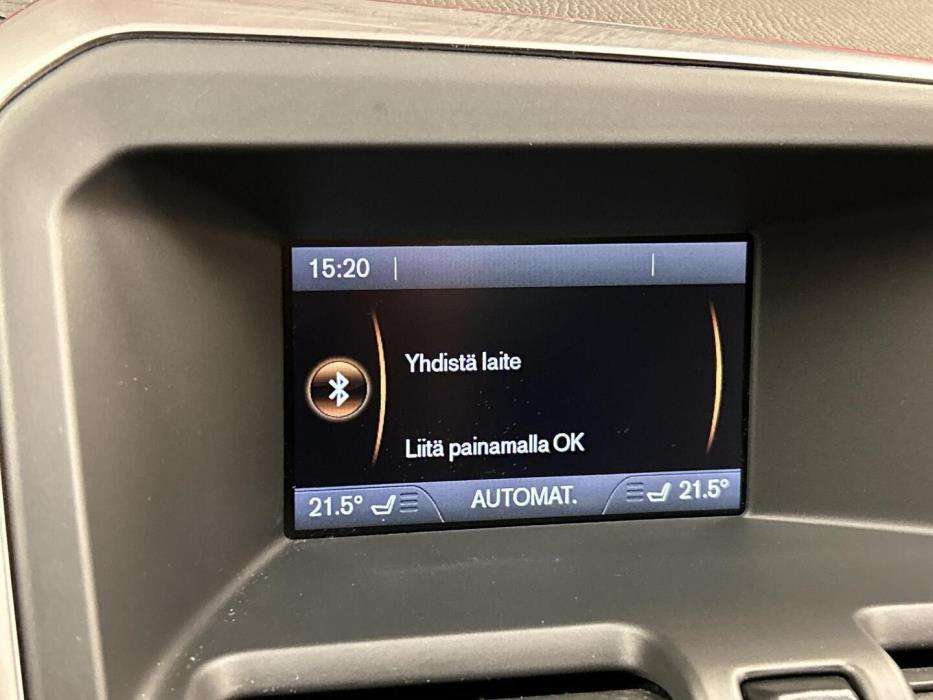 15:20
Yhdistä laite
Liitä painamalla OK
21.5° AUTOMAT. 21.5°